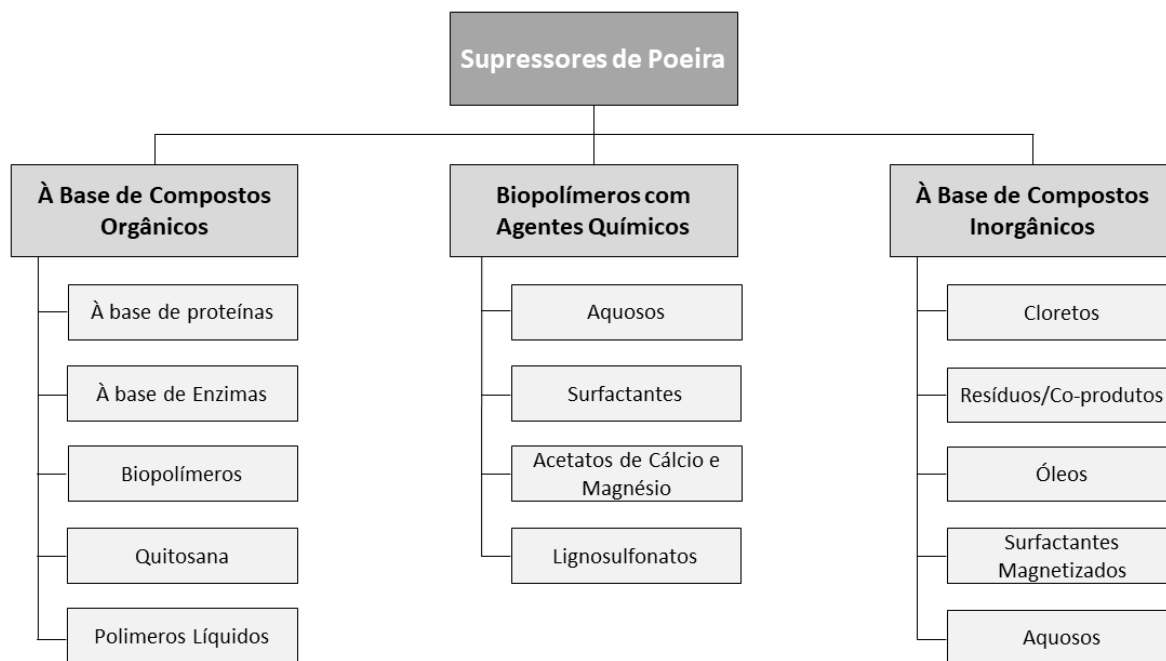 Supressores de Poeira
À Base de Compostos
Orgânicos
À base de proteínas
À base de Enzimas
Biopolímeros
Quitosana
Polimeros Líquidos
Biopolímeros com
Agentes Químicos
Aquosos
Surfactantes
Acetatos de Cálcio e
Magnésio
Lignosulfonatos
À Base de Compostos
Inorgânicos
Cloretos
Resíduos/Co-produtos
Óleos
Surfactantes
Magnetizados
Aquosos